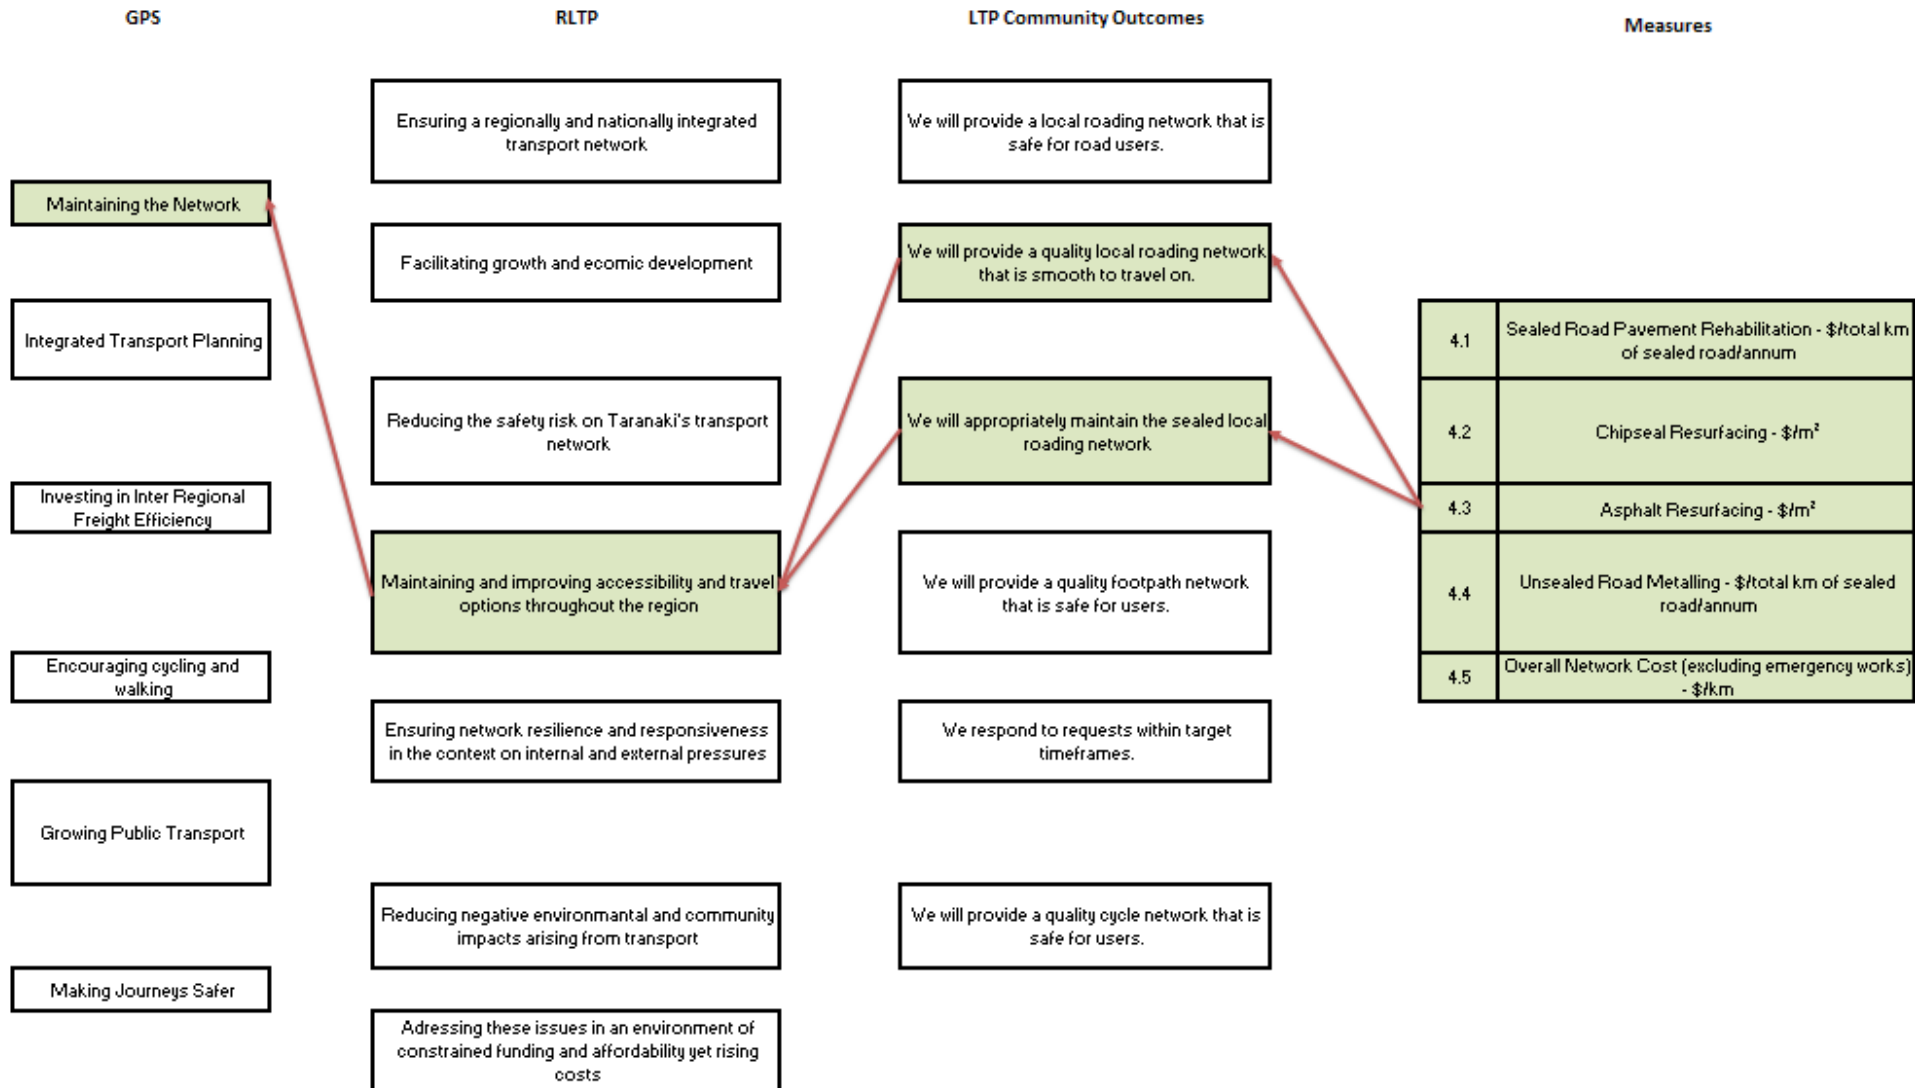 GPS
RLTP
LTP Community Outcomes
Measures
Maintaining the Network
Integrated Transport Planning
Investing in Inter Regional
Freight Efficiency
Encouraging cycling and
walking
Growing Public Transport
Making Journeys Safer
Ensuring a regionally and nationally integrated
transport network
Facilitating growth and ecomic development
Reducing the safety risk on Taranaki's transport
network
Maintaining and improving accessibility and travel
options throughout the region
Ensuring network resilience and responsiveness
in the context on internal and external pressures
Reducing negative environmantal and community
impacts arising from transport
Adressing these issues in an environment of
constrained funding and affordability yet rising
costs
We will provide a local roading network that is
safe for road users.
We will provide a quality local roading network
that is smooth to travel on.
We will appropriately maintain the sealed local
roading network
We will provide a quality footpath network
that is safe for users.
We respond to requests within target
timeframes.
We will provide a quality cycle network that is
safe for users.
4.1
Sealed Road Pavement Rehabilitation - $/total km
of sealed road/annum
4.2
Chipseal Resurfacing - $/m²
4.3
Asphalt Resurfacing - $/m²
4.4
Unsealed Road Metalling - $/total km of sealed
road/annum
4.5
Overall Network Cost (excluding emergency works)
- $/km